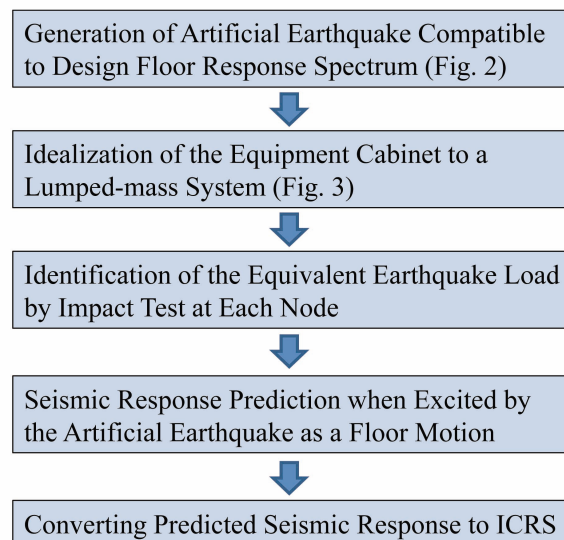 Generation of Artificial Earthquake Compatible
to Design Floor Response Spectrum (Fig. 2)
Idealization of the Equipment Cabinet to a
Lumped-mass System (Fig. 3)
Identification of the Equivalent Earthquake Load
by Impact Test at Each Node
Seismic Response Prediction when Excited by
the Artificial Earthquake as a Floor Motion
Converting Predicted Seismic Response to ICRS